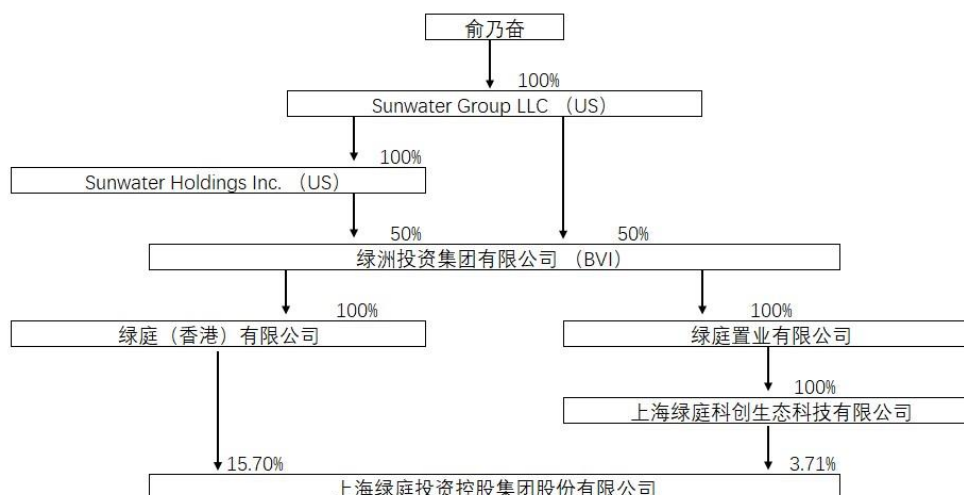 俞乃奋
100%
Sunwater Group LLC （US）
100%
Sunwater Holdings Inc. （US）
50%
50%
绿洲投资集团有限公司 （BVI）
100%
100%
绿庭（香港）有限公司
绿庭置业有限公司
100%
上海绿庭科创生态科技有限公司
15.70%
3.71%
上海绿庭投资控股集团股份有限公司